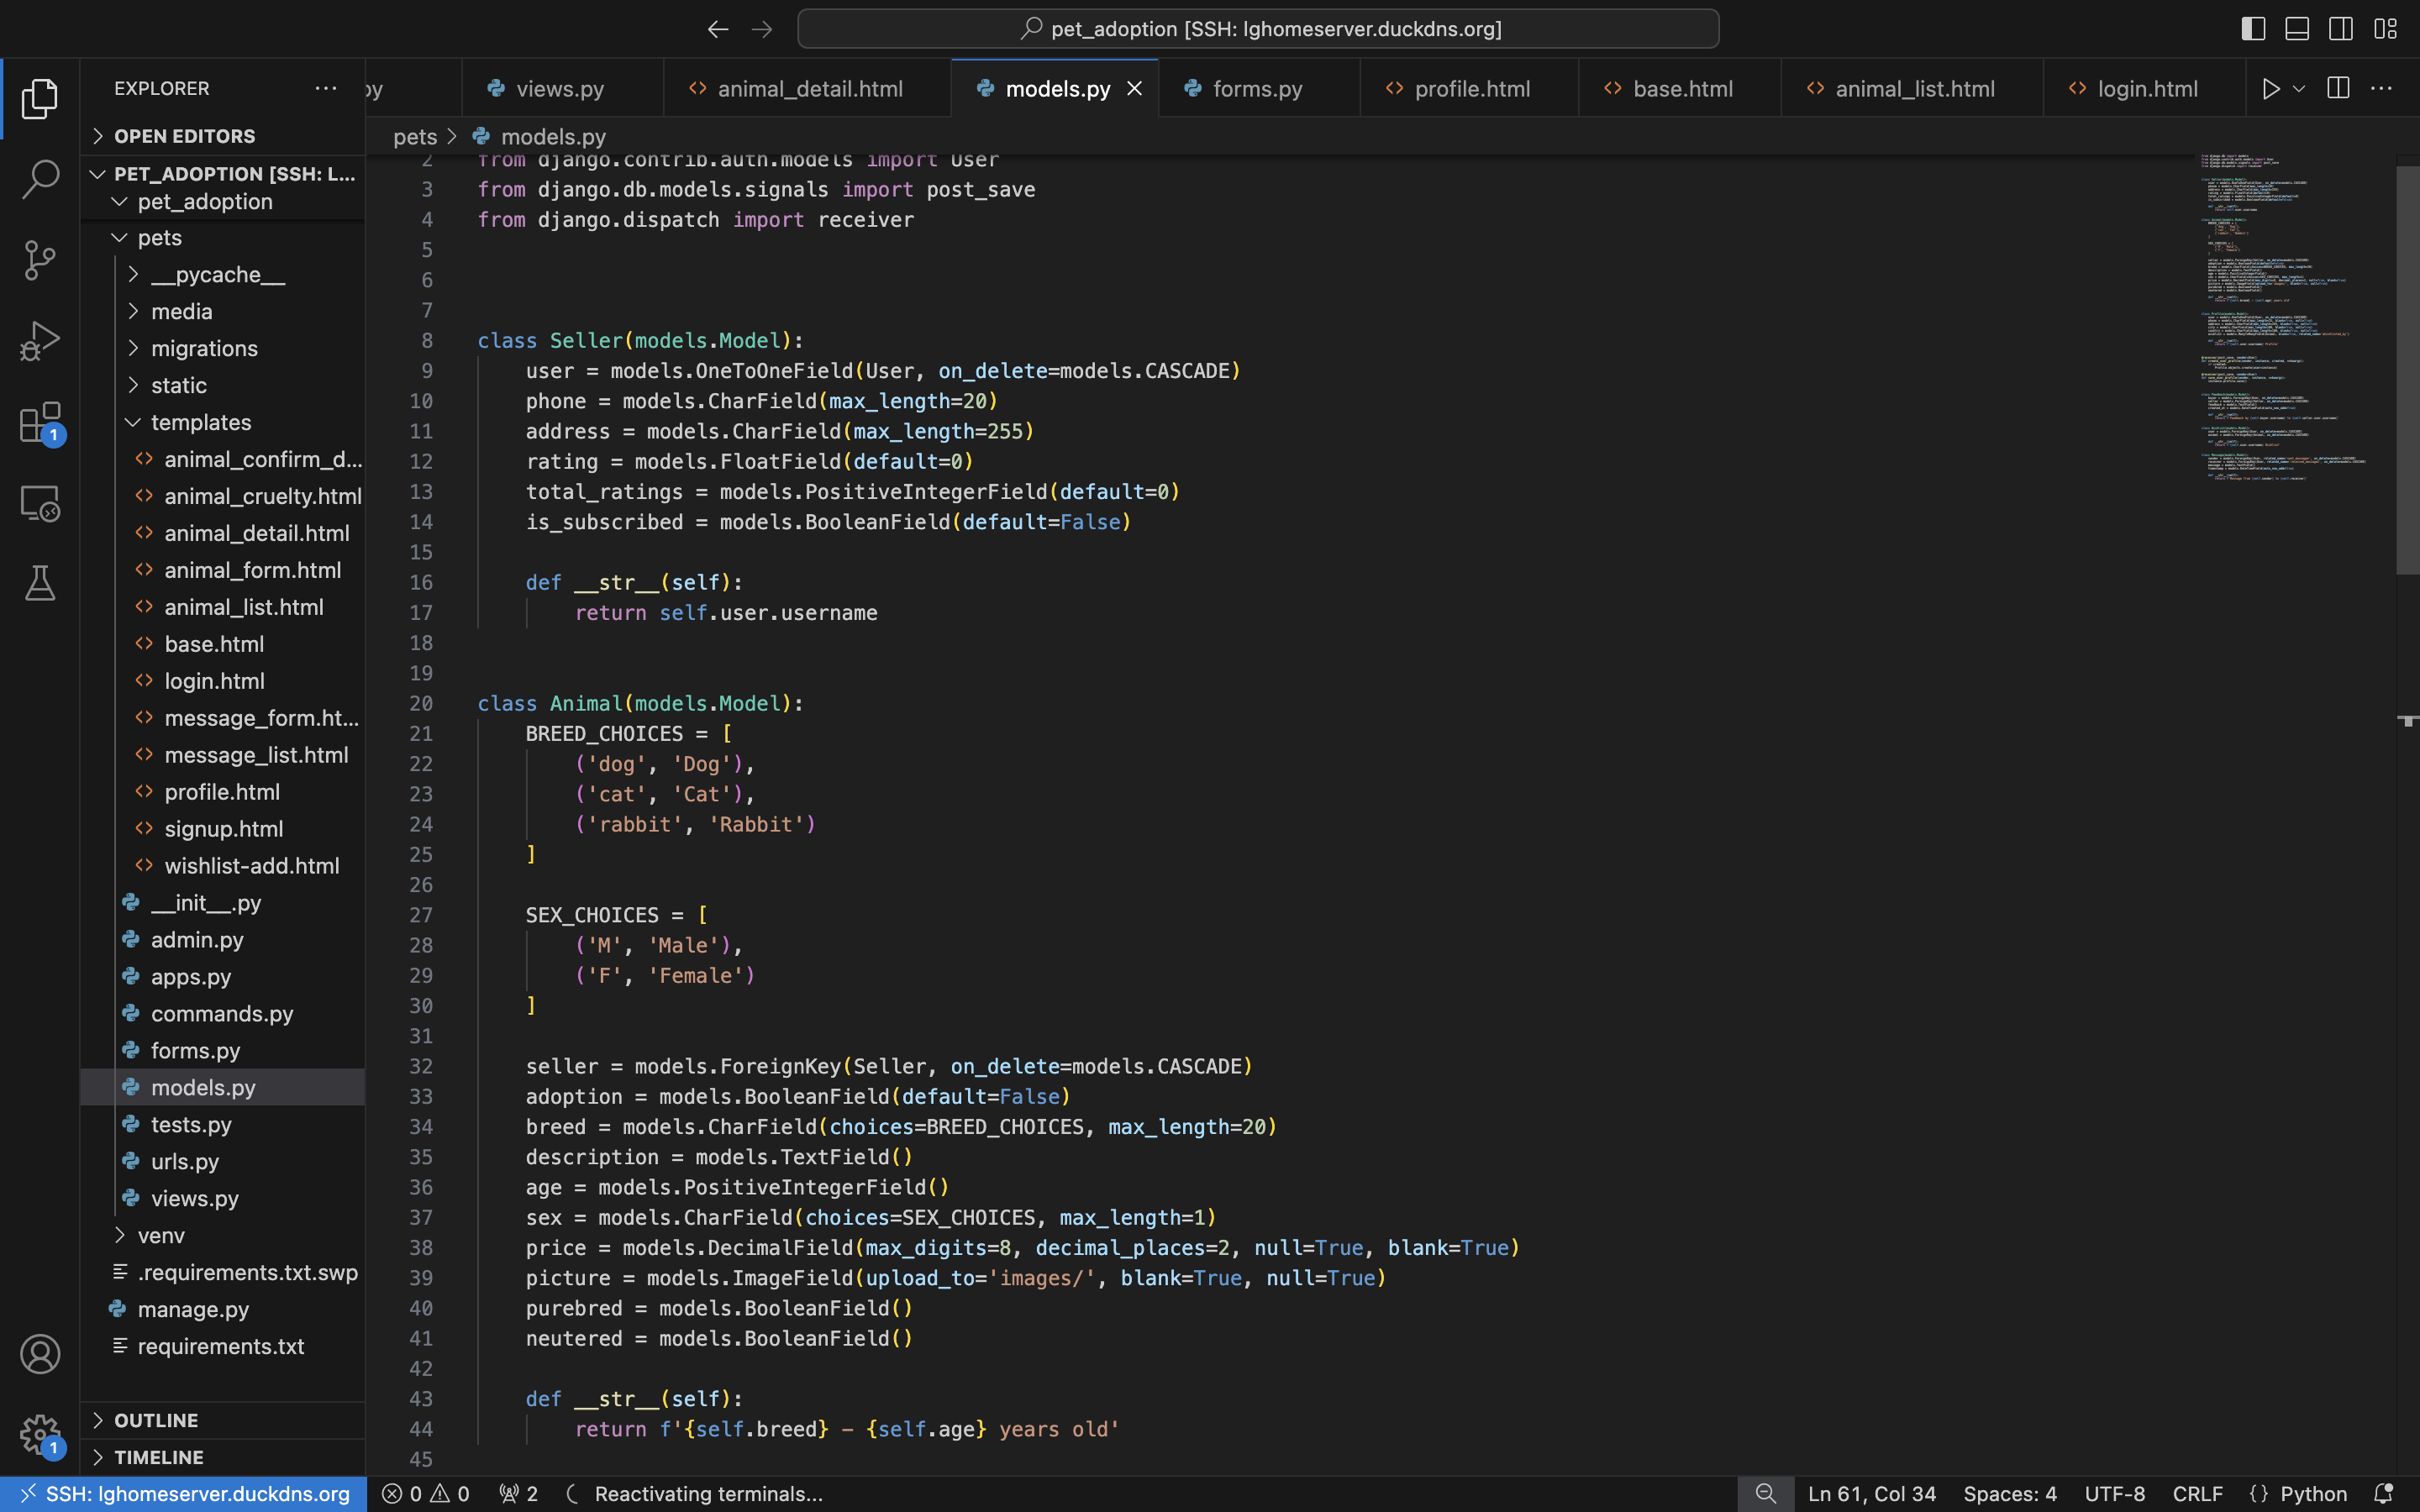 pet_adoption [SSH: lghomeserver.duckdns.org]
EXPLORER
py
views.py
animal_detail.html
models.py
forms.py
profile.html
base.html
animal_list.html
login.html
OPEN EDITORS
PET_ADOPTION [SSH: L...
pet_adoption
pets
__pycache__
media
migrations
static
templates
animal_confirm_d...
animal_cruelty.html
animal_detail.html
animal_form.html
animal_list.html
base.html
login.html
message_form.ht...
message_list.html
profile.html
signup.html
wishlist-add.html
__init__.py
admin.py
apps.py
commands.py
forms.py
models.py
tests.py
urls.py
views.py
venv
.requirements.txt.swp
manage.py
requirements.txt
OUTLINE
TIMELINE
1
1
pets > models.py
2 from django.contrib.auth.models import User
3 from django.db.models.signals import post_save
4 from django.dispatch import receiver
5
6
7
8 class Seller(models.Model):
9     user = models.OneToOneField(User, on_delete=models.CASCADE)
10     phone = models.CharField(max_length=20)
11     address = models.CharField(max_length=255)
12     rating = models.FloatField(default=0)
13     total_ratings = models.PositiveIntegerField(default=0)
14     is_subscribed = models.BooleanField(default=False)
15
16     def __str__(self):
17         return self.user.username
18
19
20 class Animal(models.Model):
21     BREED_CHOICES = [
22         ('dog', 'Dog'),
23         ('cat', 'Cat'),
24         ('rabbit', 'Rabbit')
25     ]
26
27     SEX_CHOICES = [
28         ('M', 'Male'),
29         ('F', 'Female')
30     ]
31
32     seller = models.ForeignKey(Seller, on_delete=models.CASCADE)
33     adoption = models.BooleanField(default=False)
34     breed = models.CharField(choices=BREED_CHOICES, max_length=20)
35     description = models.TextField()
36     age = models.PositiveIntegerField()
37     sex = models.CharField(choices=SEX_CHOICES, max_length=1)
38     price = models.DecimalField(max_digits=8, decimal_places=2, null=True, blank=True)
39     picture = models.ImageField(upload_to='images/', blank=True, null=True)
40     purebred = models.BooleanField()
41     neutered = models.BooleanField()
42
43     def __str__(self):
44         return f'{self.breed} - {self.age} years old'
45
SSH: lghomeserver.duckdns.org
0
0
2
Reactivating terminals...
Ln 61, Col 34
Spaces: 4
UTF-8
CRLF
{} Python